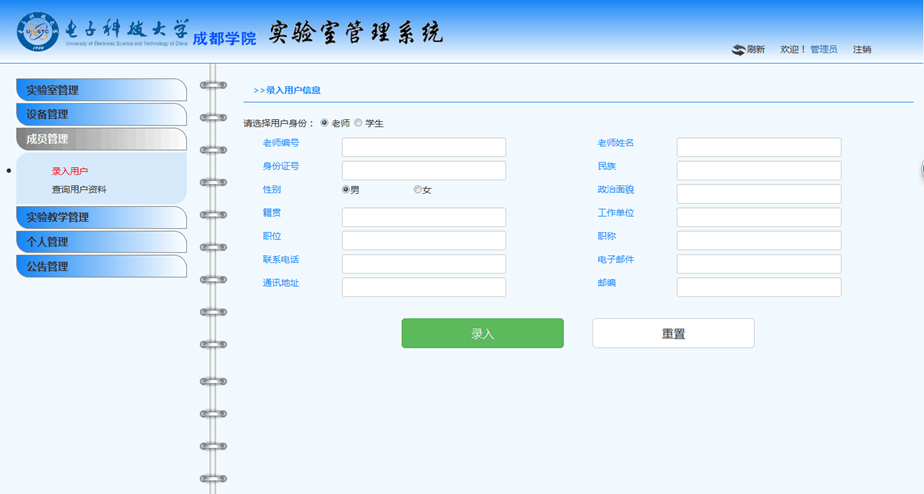 电子科技大学 成都学院 实验室管理系统
University of Electronic Science and Technology of China
1956
刷新 欢迎！ 管理员 注销
实验室管理
设备管理
成员管理
录入用户
查询用户资料
实验教学管理
个人管理
公告管理
>>录入用户信息
请选择用户身份： 老师 学生
老师编号 老师姓名
身份证号 民族
性别 男 女 政治面貌
籍贯 工作单位
职位 职称
联系电话 电子邮件
通讯地址 邮编
录入 重置